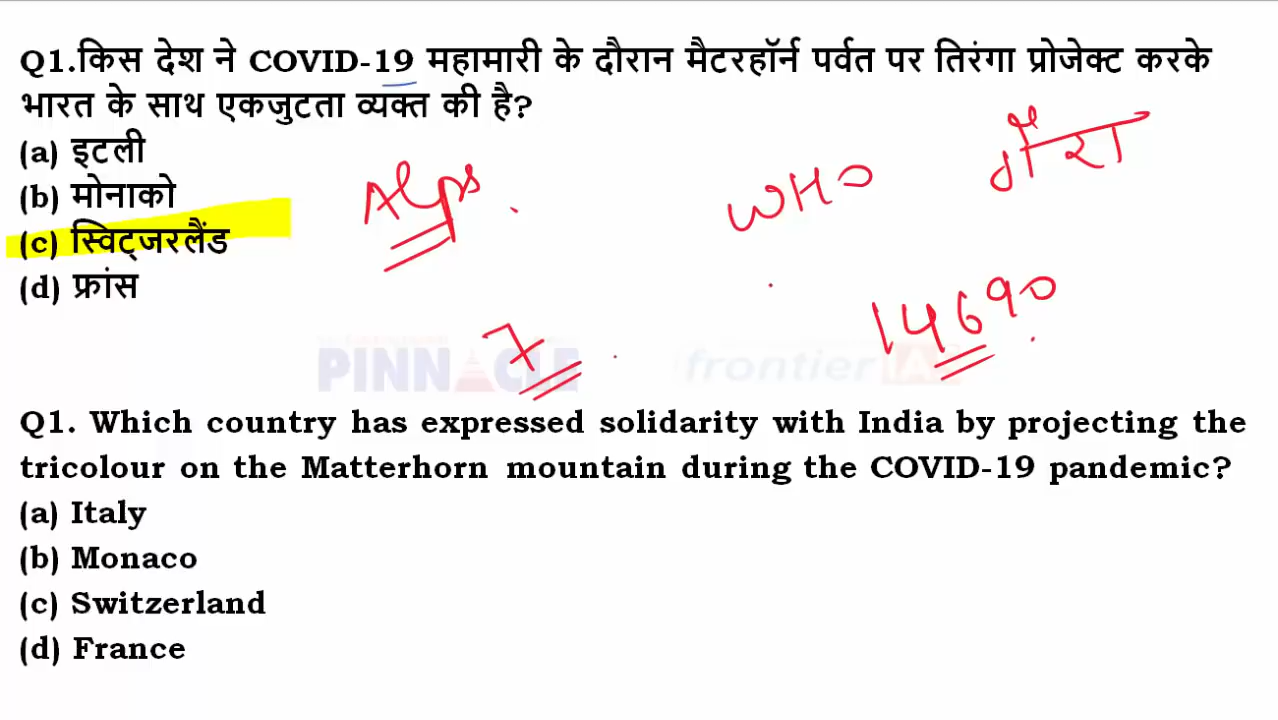 Q1.किस देश ने COVID-19 महामारी के दौरान मैटरहॉर्न पर्वत पर तिरंगा प्रोजेक्ट करके
भारत के साथ एकजुटता व्यक्त की है?
(a) इटली
(b) मोनाको
(c) स्विट्जरलैंड
(d) फ्रांस
Alps
WHO
गोरा
7
14690
PINNACLE
frontier IAS
Q1. Which country has expressed solidarity with India by projecting the
tricolour on the Matterhorn mountain during the COVID-19 pandemic?
(a) Italy
(b) Monaco
(c) Switzerland
(d) France